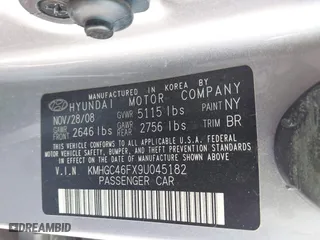 MANUFACTURED IN KOREA BY
HYUNDAI MOTOR COMPANY
NOV/28/08 GVWR 5115 lbs PAINT NY
GAWR FRONT 2646 lbs GAWR REAR 2756 lbs TRIM BR
THIS VEHICLE CONFORMS TO ALL APPLICABLE U.S. FEDERAL MOTOR VEHICLE SAFETY, BUMPER, AND THEFT PREVENTION STANDARDS IN EFFECT ON THE DATE OF MANUFACTURE SHOWN ABOVE.
V.I.N. KMHGC46FX9U045182
PASSENGER CAR
DREAMBID